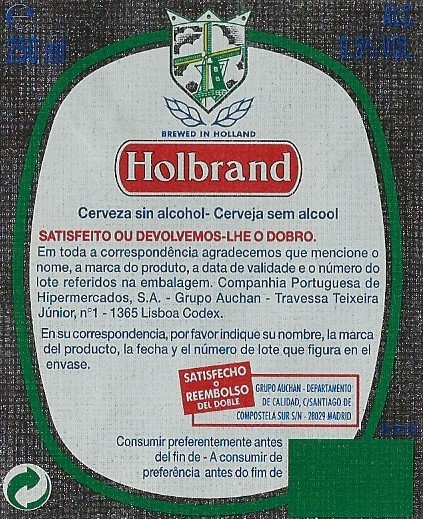 ℮ ALC.
250 ml
BREWED IN HOLLAND
Holbrand
Cerveza sin alcohol- Cerveja sem alcool
SATISFEITO OU DEVOLVEMOS-LHE O DOBRO.
Em toda a correspondência agradecemos que mencione o
nome, a marca do produto, a data de validade e o número do
lote referidos na embalagem. Companhia Portuguesa de
Hipermercados, S.A. - Grupo Auchan - Travessa Teixeira
Júnior, n°1 - 1365 Lisboa Codex.
En su correspondencia, por favor indique su nombre, la marca
del producto, la fecha y el número de lote que figura en el
envase.
SATISFECHO
o
REEMBOLSO
DEL DOBLE
GRUPO AUCHAN - DEPARTAMENTO
DE CALIDAD, C/SANTIAGO DE
COMPOSTELA SUR S/N - 28029 MADRID
Consumir preferentemente antes
del fin de - A consumir de
preferência antes do fim de